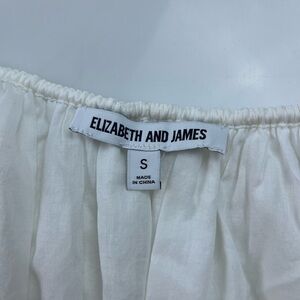 ELIZABETH AND JAMES
S
MADE
IN CHINA